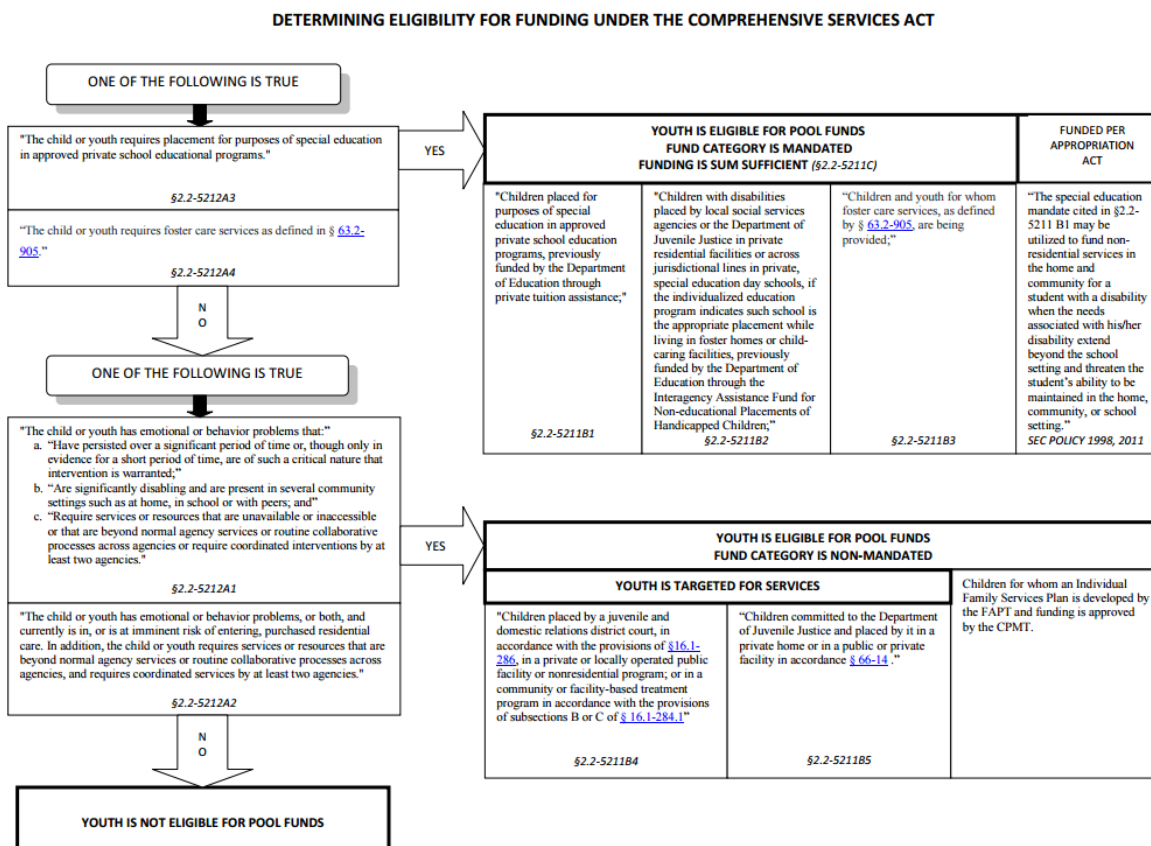 DETERMINING ELIGIBILITY FOR FUNDING UNDER THE COMPREHENSIVE SERVICES ACT
ONE OF THE FOLLOWING IS TRUE
"The child or youth requires placement for purposes of special education
in approved private school educational programs."
§2.2-5212A3
“The child or youth requires foster care services as defined in § 63.2-
905.”
§2.2-5212A4
YES
N
O
YOUTH IS ELIGIBLE FOR POOL FUNDS
FUND CATEGORY IS MANDATED
FUNDING IS SUM SUFFICIENT (§2.2-5211C)
FUNDED PER
APPROPRIATION
ACT
"Children placed for
purposes of special
education in approved
private school education
programs, previously
funded by the Department
of Education through
private tuition assistance;"
§2.2-5211B1
"Children with disabilities
placed by local social services
agencies or the Department of
Juvenile Justice in private
residential facilities or across
jurisdictional lines in private,
special education day schools, if
the individualized education
program indicates such school is
the appropriate placement while
living in foster homes or child-
caring facilities, previously
funded by the Department of
Education through the
Interagency Assistance Fund for
Non-educational Placements of
Handicapped Children;”
§2.2-5211B2
“Children and youth for whom
foster care services, as defined
by § 63.2-905, are being
provided;”
§2.2-5211B3
“The special education
mandate cited in §2.2-
5211 B1 may be
utilized to fund non-
residential services in
the home and
community for a
student with a disability
when the needs
associated with his/her
disability extend
beyond the school
setting and threaten the
student’s ability to be
maintained in the home,
community, or school
setting.”
SEC POLICY 1998, 2011
ONE OF THE FOLLOWING IS TRUE
"The child or youth has emotional or behavior problems that:”
a. “Have persisted over a significant period of time or, though only in
evidence for a short period of time, are of such a critical nature that
intervention is warranted;”
b. “Are significantly disabling and are present in several community
settings such as at home, in school or with peers; and”
c. “Require services or resources that are unavailable or inaccessible
or that are beyond normal agency services or routine collaborative
processes across agencies or require coordinated interventions by at
least two agencies."
§2.2-5212A1
"The child or youth has emotional or behavior problems, or both, and
currently is in, or is at imminent risk of entering, purchased residential
care. In addition, the child or youth requires services or resources that are
beyond normal agency services or routine collaborative processes across
agencies, and requires coordinated services by at least two agencies."
§2.2-5212A2
YES
N
O
YOUTH IS ELIGIBLE FOR POOL FUNDS
FUND CATEGORY IS NON-MANDATED
YOUTH IS TARGETED FOR SERVICES
"Children placed by a juvenile and
domestic relations district court, in
accordance with the provisions of
§16.1-
286, in a private or locally operated public
facility or nonresidential program; or in a
community or facility-based treatment
program in accordance with the provisions
of subsections B or C of § 16.1-284.1”
§2.2-5211B4
“Children committed to the Department
of Juvenile Justice and placed by it in a
private home or in a public or private
facility in accordance § 66-14 .”
§2.2-5211B5
Children for whom an Individual
Family Services Plan is developed by
the FAPT and funding is approved
by the CPMT.
YOUTH IS NOT ELIGIBLE FOR POOL FUNDS